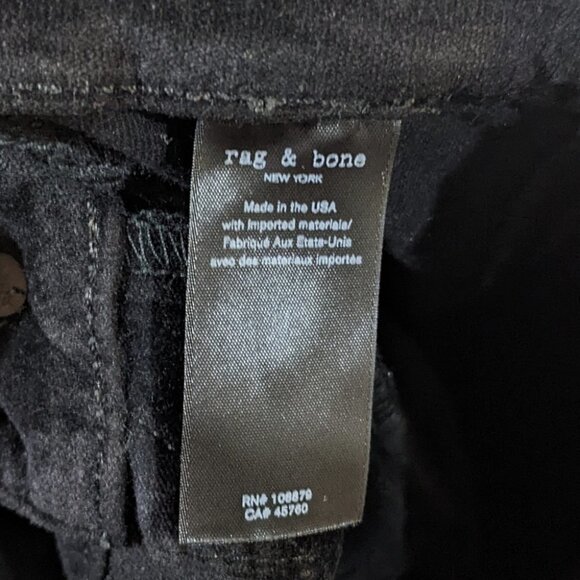 rag & bone
NEW YORK
Made in the USA
with imported materials/
Fabriqué Aux États-Unis
avec des materiaux importés
RN# 108879
CA# 45760